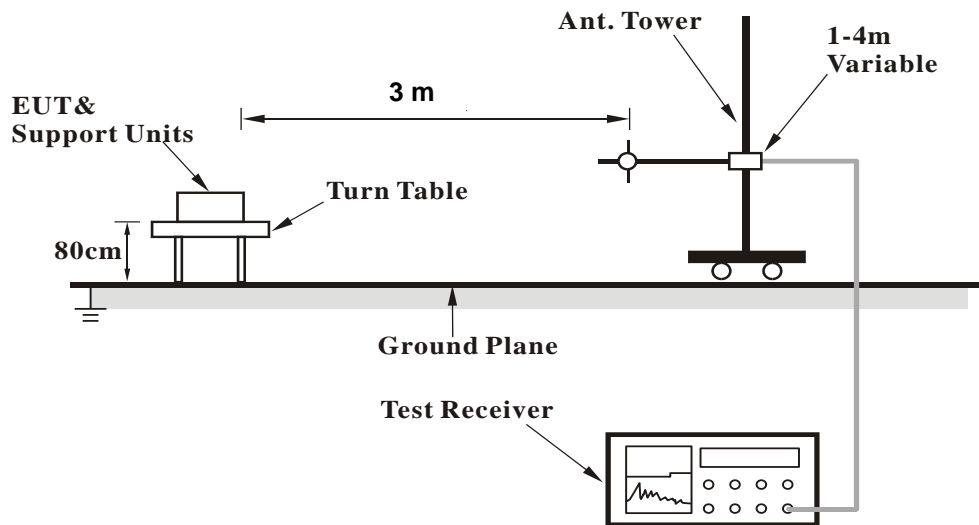 Ant. Tower
1-4m
Variable
3 m
EUT&
Support Units
Turn Table
80cm
Ground Plane
Test Receiver